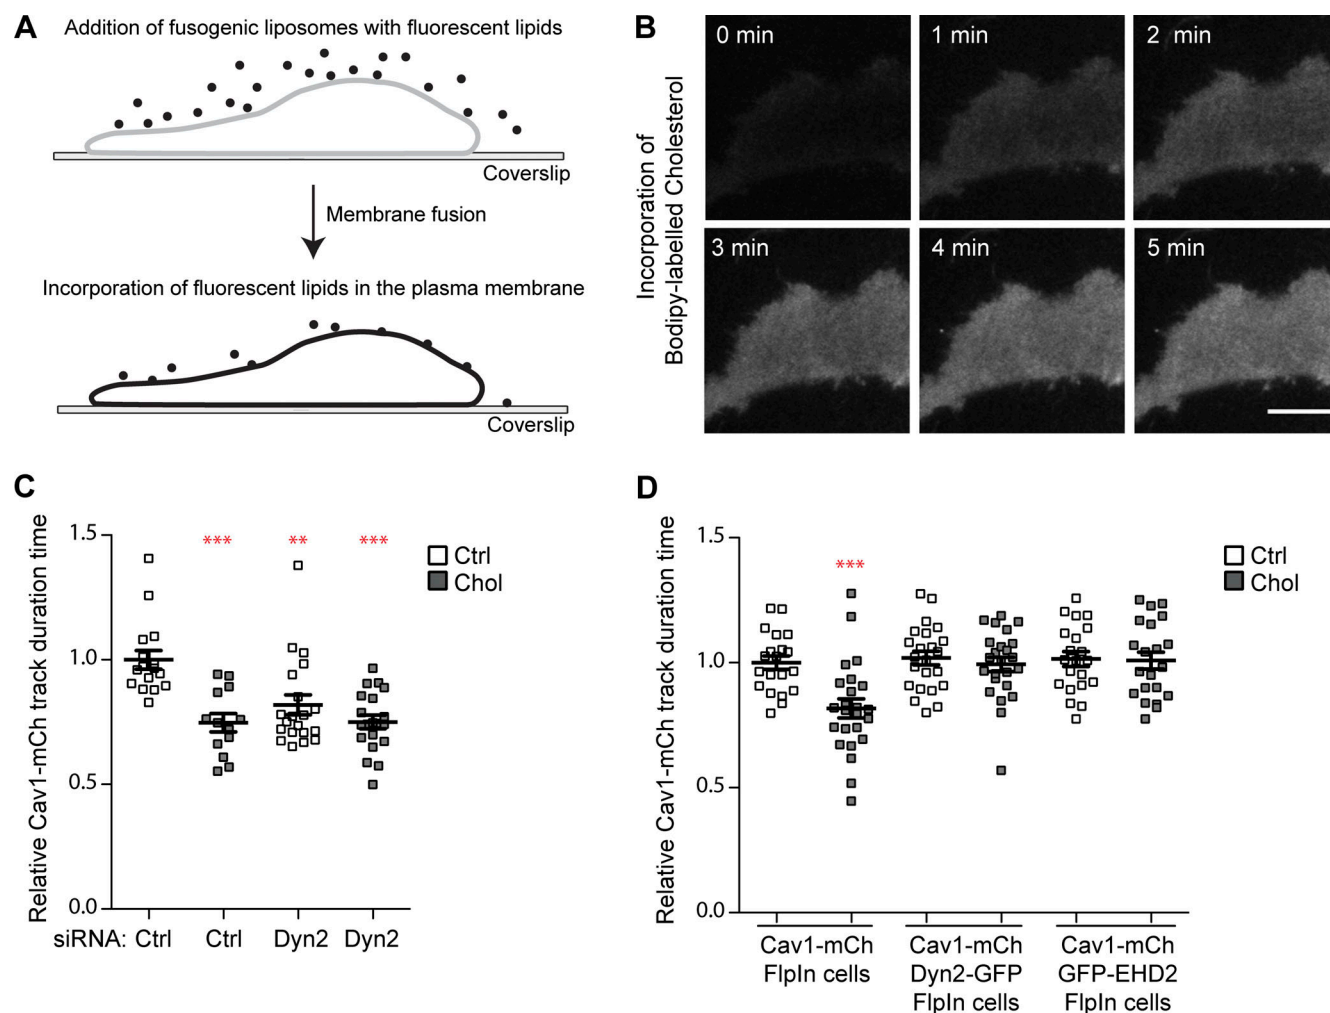 A
Addition of fusogenic liposomes with fluorescent lipids
Coverslip
Membrane fusion
Incorporation of fluorescent lipids in the plasma membrane
Coverslip
B
Incorporation of
Bodipy-labelled Cholesterol
0 min
1 min
2 min
3 min
4 min
5 min
C
Relative Cav1-mCh track duration time
1.5
1.0
0.5
0.0
*** ** ***
Ctrl
Chol
siRNA: Ctrl Ctrl Dyn2 Dyn2
D
Relative Cav1-mCh track duration time
1.5
1.0
0.5
0.0
***
Ctrl
Chol
Cav1-mCh
FlpIn cells
Cav1-mCh
Dyn2-GFP
FlpIn cells
Cav1-mCh
GFP-EHD2
FlpIn cells